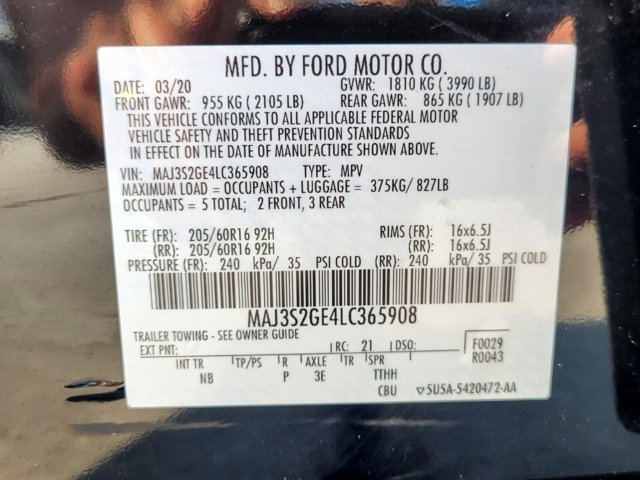 MFD. BY FORD MOTOR CO.
DATE: 03/20 GVWR: 1810 KG ( 3990 LB)
FRONT GAWR: 955 KG ( 2105 LB) REAR GAWR: 865 KG ( 1907 LB)
THIS VEHICLE CONFORMS TO ALL APPLICABLE FEDERAL MOTOR
VEHICLE SAFETY AND THEFT PREVENTION STANDARDS
IN EFFECT ON THE DATE OF MANUFACTURE SHOWN ABOVE.
VIN: MAJ3S2GE4LC365908 TYPE: MPV
MAXIMUM LOAD = OCCUPANTS + LUGGAGE = 375KG/ 827LB
OCCUPANTS = 5 TOTAL; 2 FRONT, 3 REAR
TIRE (FR): 205/60R16 92H RIMS (FR): 16x6.5J
(RR): 205/60R16 92H (RR): 16x6.5J
PRESSURE (FR): 240 kPa/ 35 PSI COLD (RR): 240 kPa/ 35 PSI COLD
MAJ3S2GE4LC365908
TRAILER TOWING - SEE OWNER GUIDE
EXT PNT: RC: 21 DSO: F0029
R0043
INT TR TP/PS R AXLE TR SPR
NB P 3E TTHH
CBU 5U5A-5420472-AA